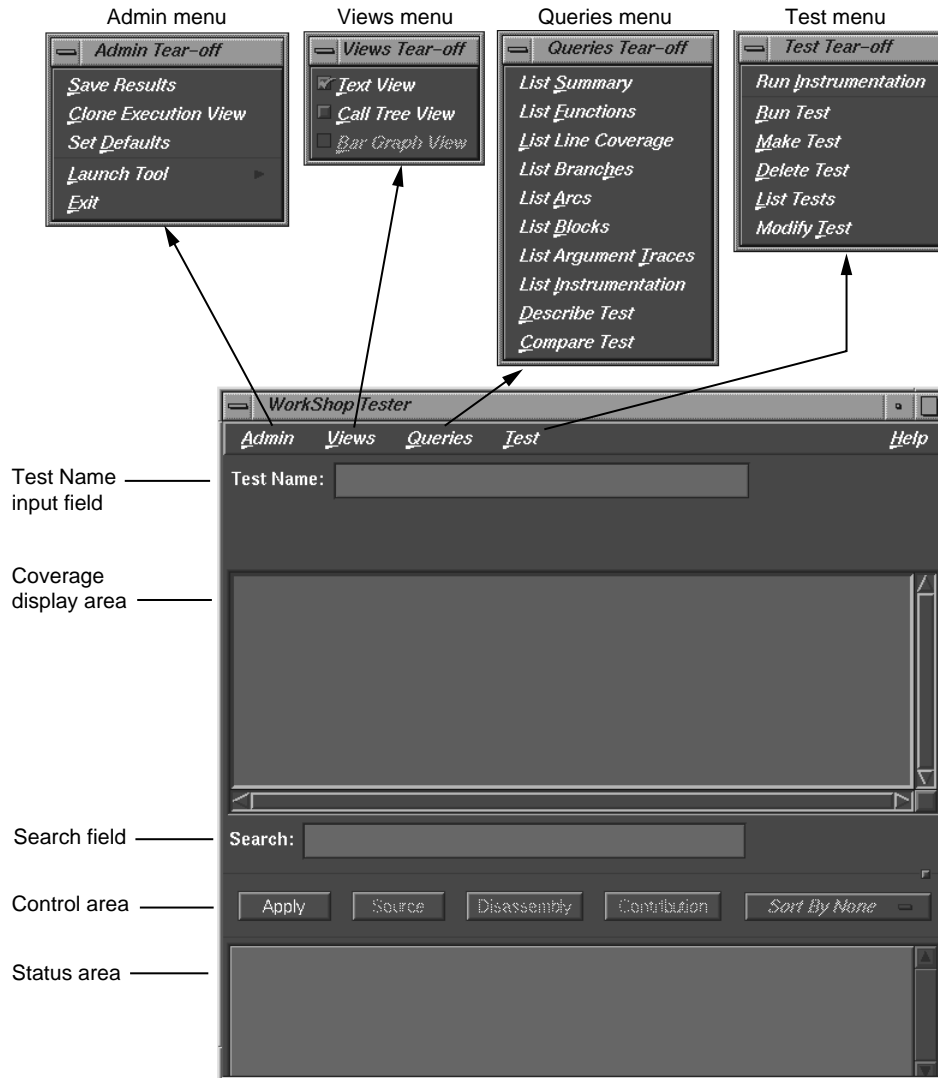 Admin menu
Views menu
Queries menu
Test menu
Admin Tear-off
Save Results
Clone Execution View
Set Defaults
Launch Tool
Exit
Views Tear-off
Text View
Call Tree View
Bar Graph View
Queries Tear-off
List Summary
List Functions
List Line Coverage
List Branches
List Arcs
List Blocks
List Argument Traces
List Instrumentation
Describe Test
Compare Test
Test Tear-off
Run Instrumentation
Run Test
Make Test
Delete Test
List Tests
Modify Test
WorkShop Tester
Admin Views Queries Test Help
Test Name
input field
Test Name:
Coverage
display area
Search field
Search:
Control area
Apply Source Disassembly Contribution Sort By None
Status area